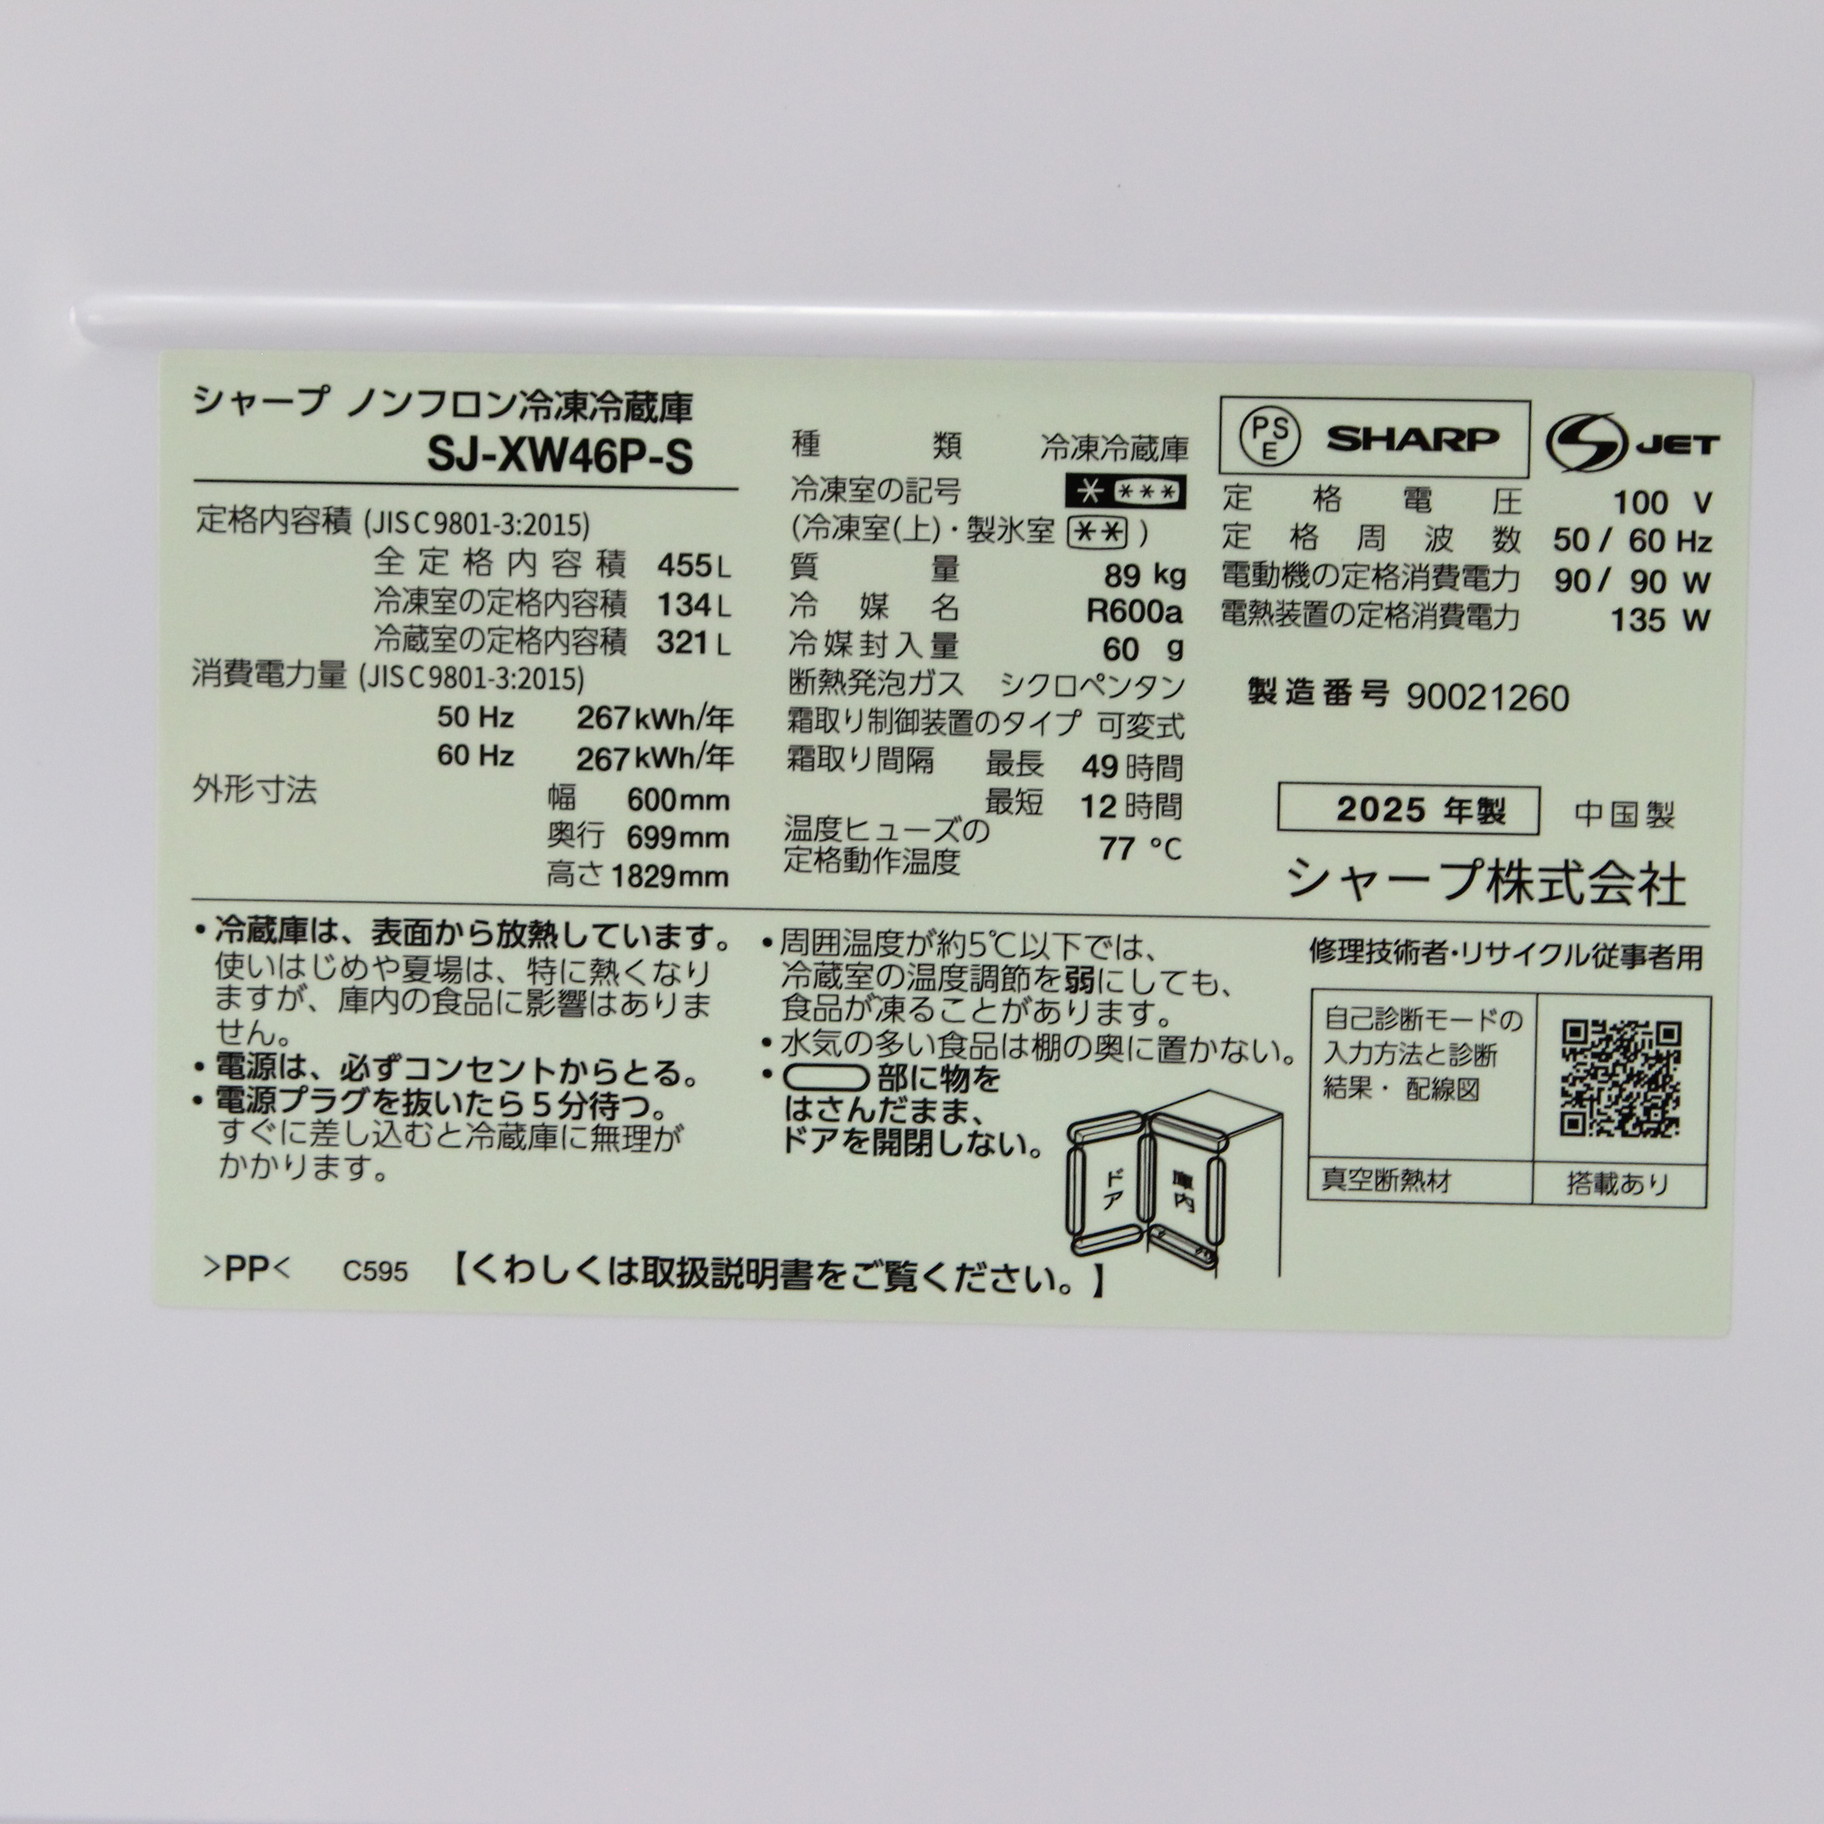 シャープ ノンフロン冷凍冷蔵庫
SJ-XW46P-S
定格内容積 (JIS C 9801-3:2015)
全定格内容積 455 L
冷凍室の定格内容積 134 L
冷蔵室の定格内容積 321 L
消費電力量 (JIS C 9801-3:2015)
50 Hz 267 kWh/年
60 Hz 267 kWh/年
外形寸法 幅 600 mm
奥行 699 mm
高さ 1829 mm
種類 冷凍冷蔵庫
冷凍室の記号 * ***
(冷凍室(上)・製氷室 ** )
質量 89 kg
冷媒名 R600a
冷媒封入量 60 g
断熱発泡ガス シクロペンタン
霜取り制御装置のタイプ 可変式
霜取り間隔 最長 49 時間
最短 12 時間
温度ヒューズの
定格動作温度 77 °C
PSE SHARP JET
定格電圧 100 V
定格周波数 50 / 60 Hz
電動機の定格消費電力 90 / 90 W
電熱装置の定格消費電力 135 W
製造番号 90021260
2025 年製 中国製
シャープ株式会社
・冷蔵庫は、表面から放熱しています。
使いはじめや夏場は、特に熱くなり
ますが、庫内の食品に影響はありま
せん。
・電源は、必ずコンセントからとる。
・電源プラグを抜いたら5分待つ。
すぐに差し込むと冷蔵庫に無理が
かかります。
・周囲温度が約5℃以下では、
冷蔵室の温度調節を弱にしても、
食品が凍ることがあります。
・水気の多い食品は棚の奥に置かない。
・部に物を
はさんだまま、
ドアを開閉しない。
ドア
庫内
修理技術者・リサイクル従事者用
自己診断モードの
入力方法と診断
結果・ 配線図
真空断熱材 搭載あり
>PP< C595 【くわしくは取扱説明書をご覧ください。】